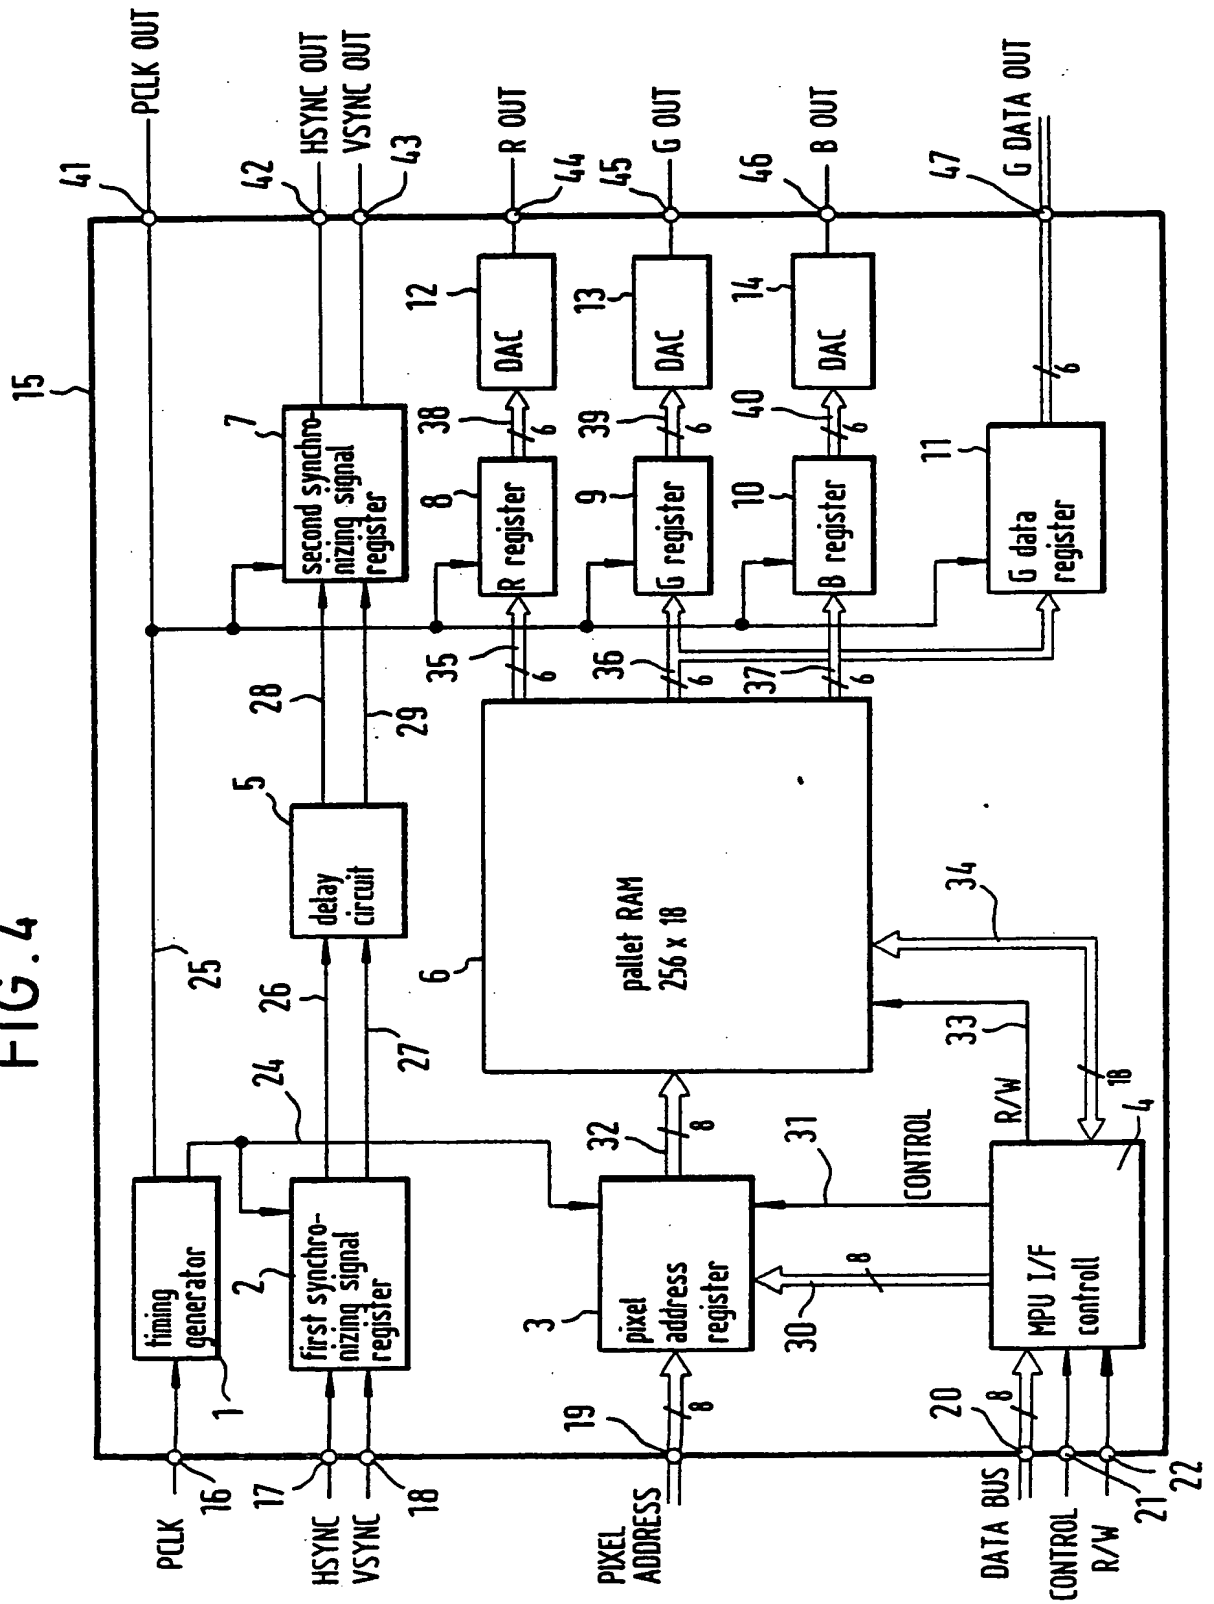 FIG. 4
15
PCLK
16
timing
generator
1
25
41
PCLK OUT
HSYNC
17
VSYNC
18
first synchro-
nizing signal
register
2
24
26
27
delay
circuit
5
28
29
second synchro-
nizing signal
register
7
42
HSYNC OUT
43
VSYNC OUT
PIXEL
ADDRESS
19
8
pixel
address
register
3
32
8
pallet RAM
256 x 18
6
35
6
R register
8
38
6
DAC
12
44
R OUT
36
6
G register
9
39
6
DAC
13
45
G OUT
37
6
B register
10
40
6
DAC
14
46
B OUT
30
8
31
CONTROL
DATA BUS
20
8
CONTROL
21
R/W
22
MPU I/F
controll
4
R/W
33
34
18
G data
register
11
6
47
G DATA OUT